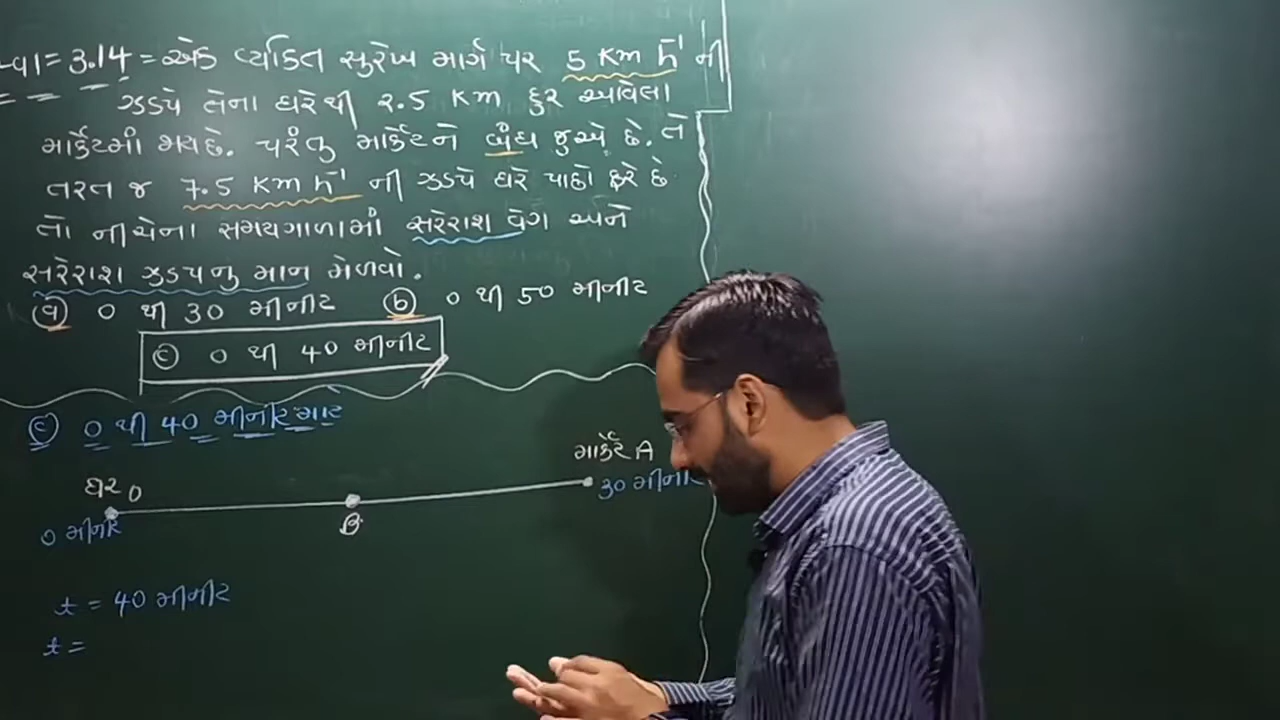 સ્વા = 3.14 = એક વ્યકિત સુરેખ માર્ગ પર 5 Km h⁻¹ ની
ઝડપે તેના ઘરેથી ૨.5 Km દુર આવેલા
માર્કેટમાં જાય છે. પરંતુ માર્કેટને બંધ જુએ છે. તે
તરત જ 7.5 Km h⁻¹ ની ઝડપે ઘરે પાછો ફરે છે
તો નીચેના સમયગાળામાં સરેરાશ વેગ અને
સરેરાશ ઝડપનુ માન મેળવો.
(a) 0 થી 30 મીનીટ (b) 0 થી 50 મીનીટ
(c) 0 થી 40 મીનીટ
(c) 0 થી 40 મીનીટ માટે
માર્કેટ A
ઘર O
30 મીનીટ
0 મીનીટ
B
t = 40 મીનીટ
t =